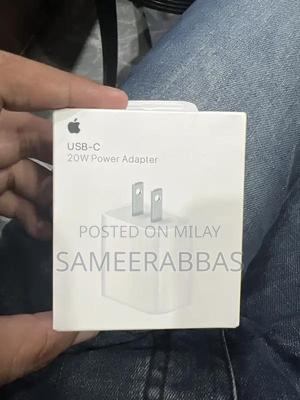 USB-C
20W Power Adapter
POSTED ON MILAY
SAMEERABBAS